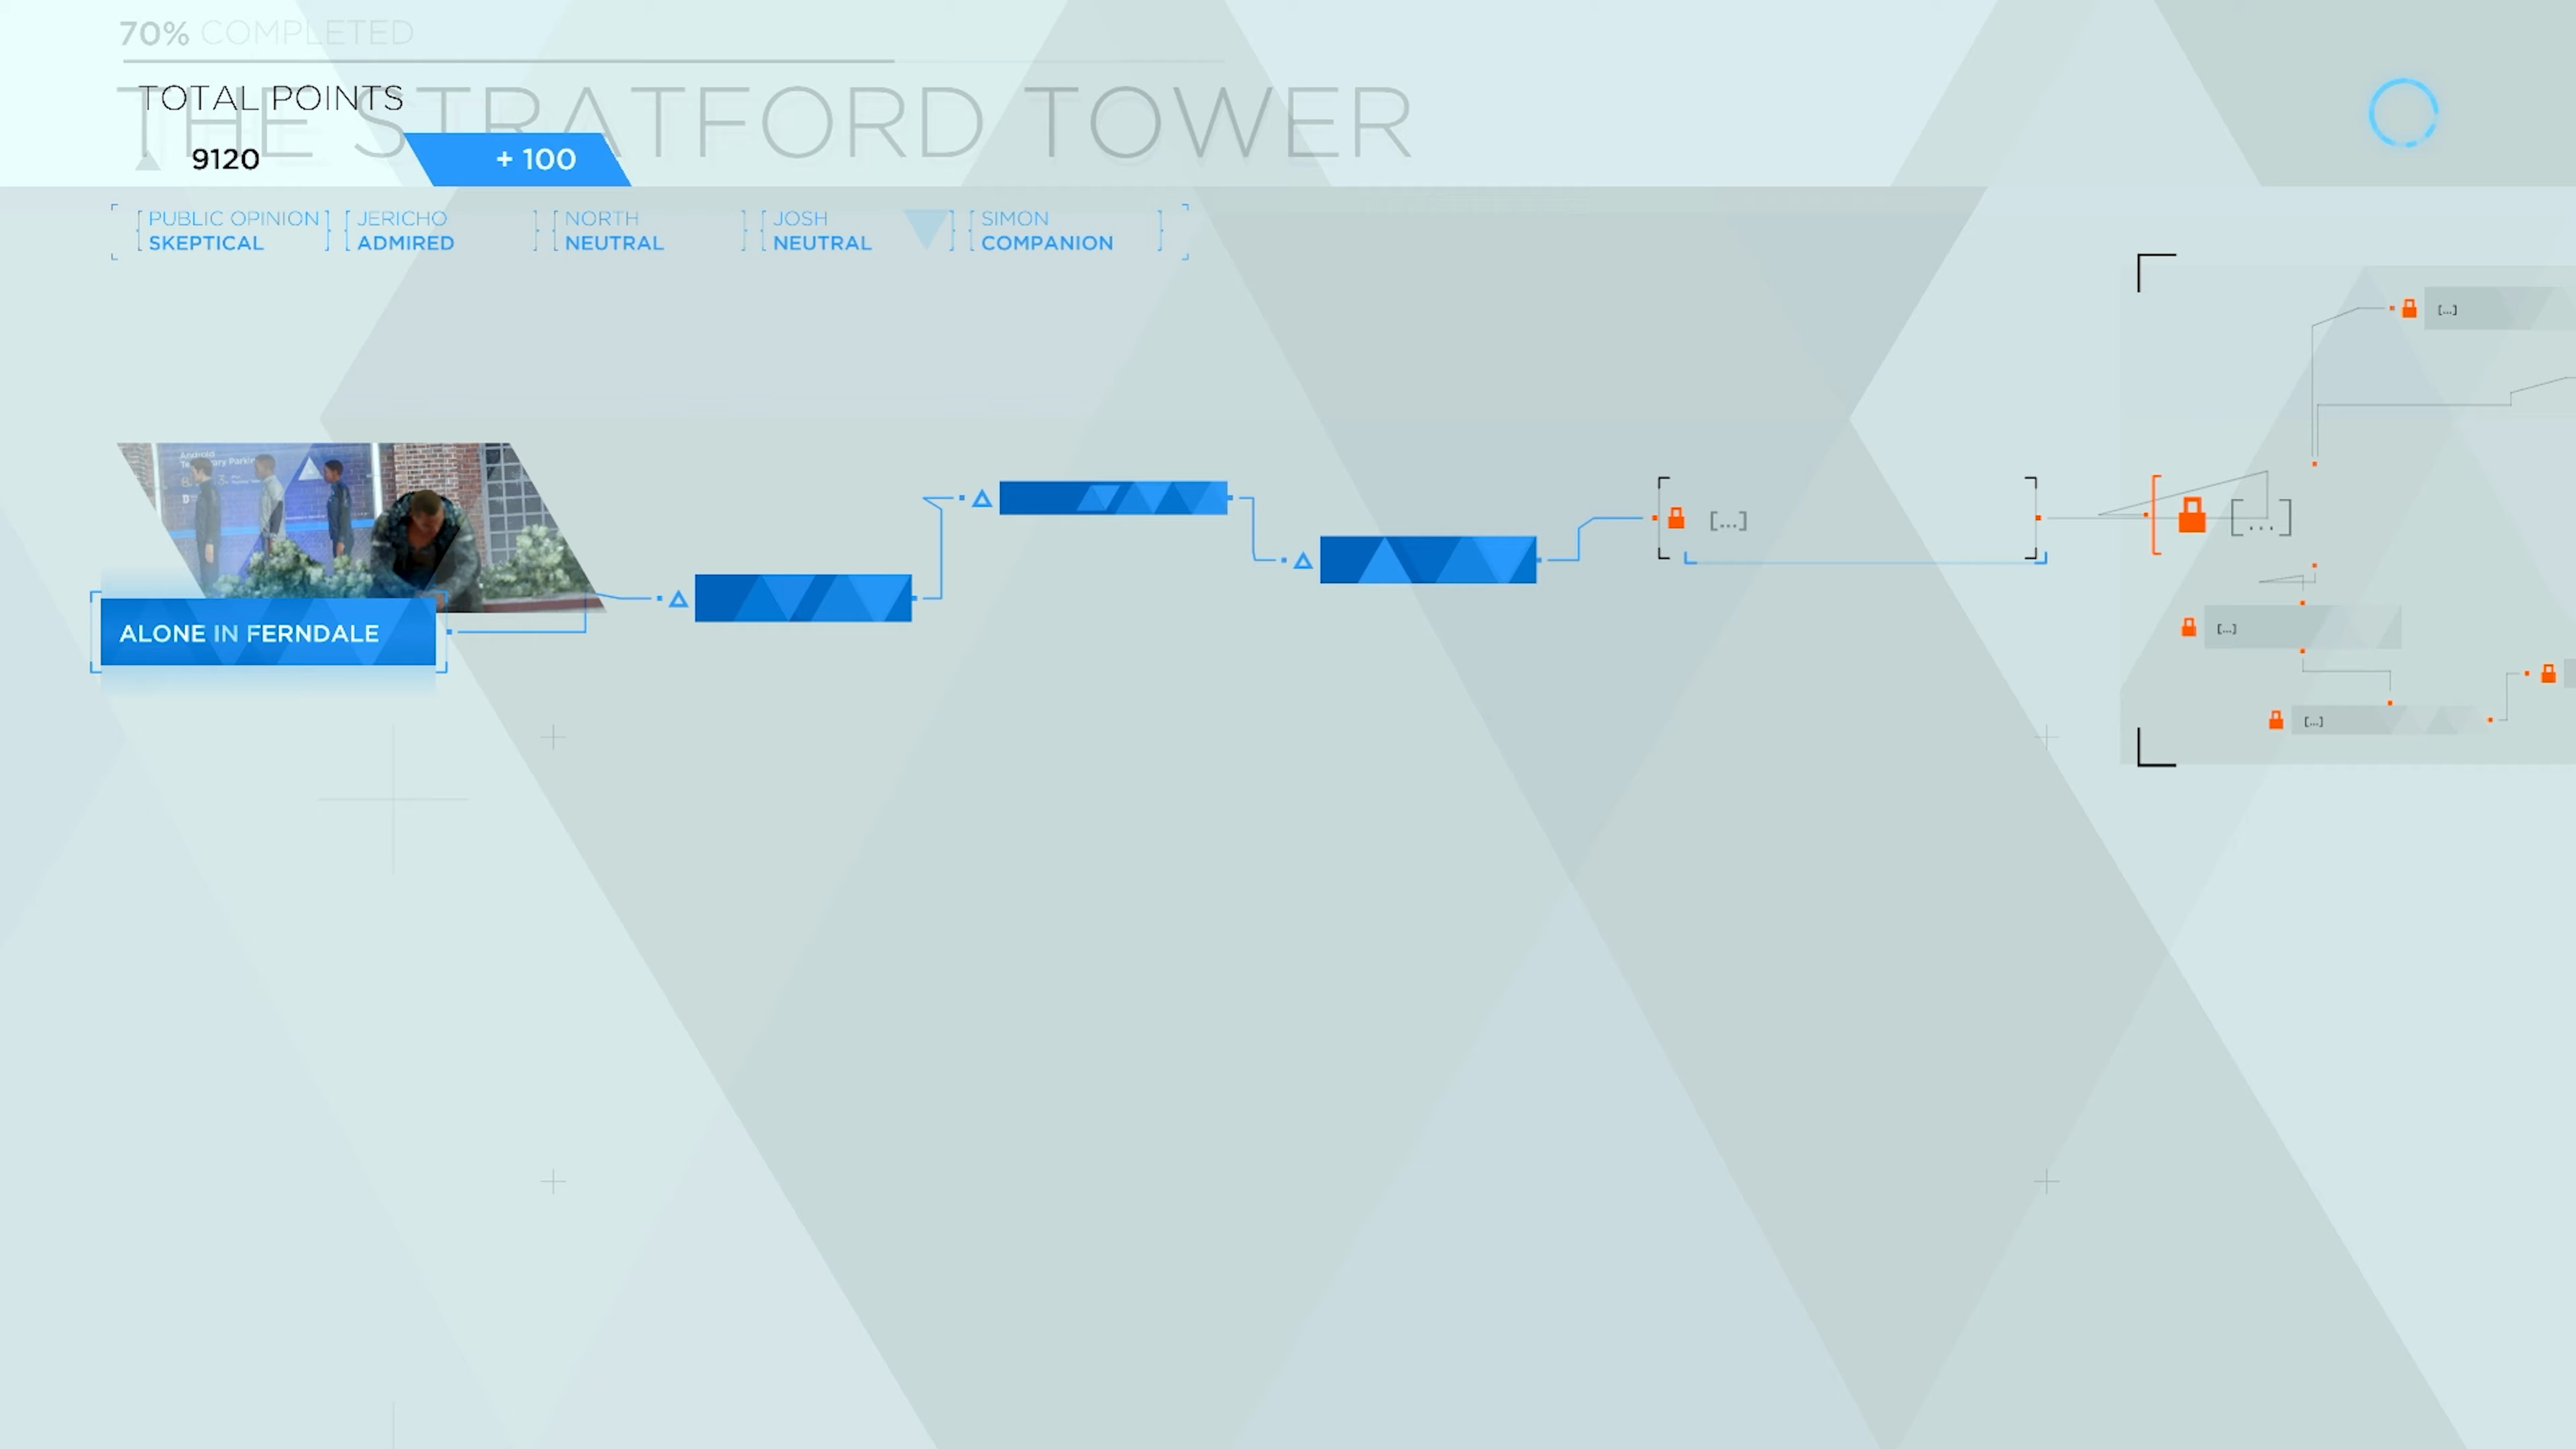 70% COMPLETED
THE STRATFORD TOWER
TOTAL POINTS
9120
+ 100
PUBLIC OPINION
SKEPTICAL
JERICHO
ADMIRED
NORTH
NEUTRAL
JOSH
NEUTRAL
SIMON
COMPANION
[...]
Android
[...]
[...]
ALONE IN FERNDALE
[...]
[...]